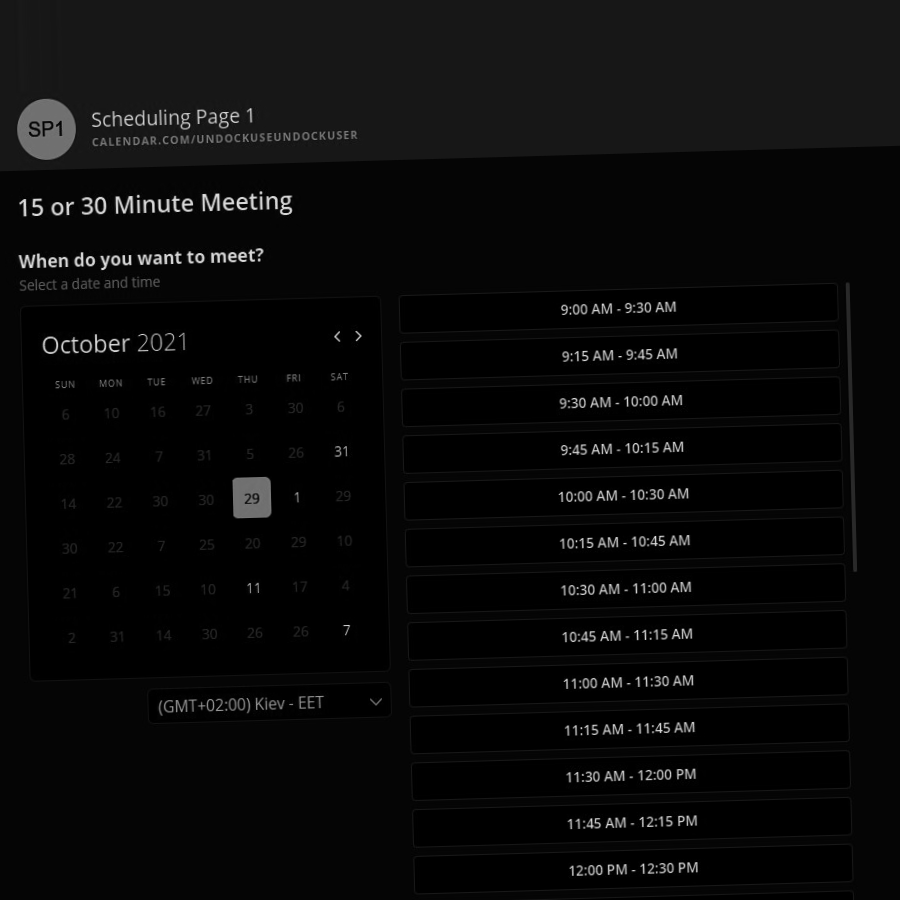 SP1
Scheduling Page 1
CALENDAR.COM/UNDOCKUSEUNDOCKUSER
15 or 30 Minute Meeting
When do you want to meet?
Select a date and time
October 2021
SUN MON TUE WED THU FRI SAT
6 10 16 27 3 30 6
28 24 7 31 5 26 31
14 22 30 30 29 1 29
30 22 7 25 20 29 10
21 6 15 10 11 17 4
2 31 14 30 26 26 7
(GMT+02:00) Kiev - EET
9:00 AM - 9:30 AM
9:15 AM - 9:45 AM
9:30 AM - 10:00 AM
9:45 AM - 10:15 AM
10:00 AM - 10:30 AM
10:15 AM - 10:45 AM
10:30 AM - 11:00 AM
10:45 AM - 11:15 AM
11:00 AM - 11:30 AM
11:15 AM - 11:45 AM
11:30 AM - 12:00 PM
11:45 AM - 12:15 PM
12:00 PM - 12:30 PM